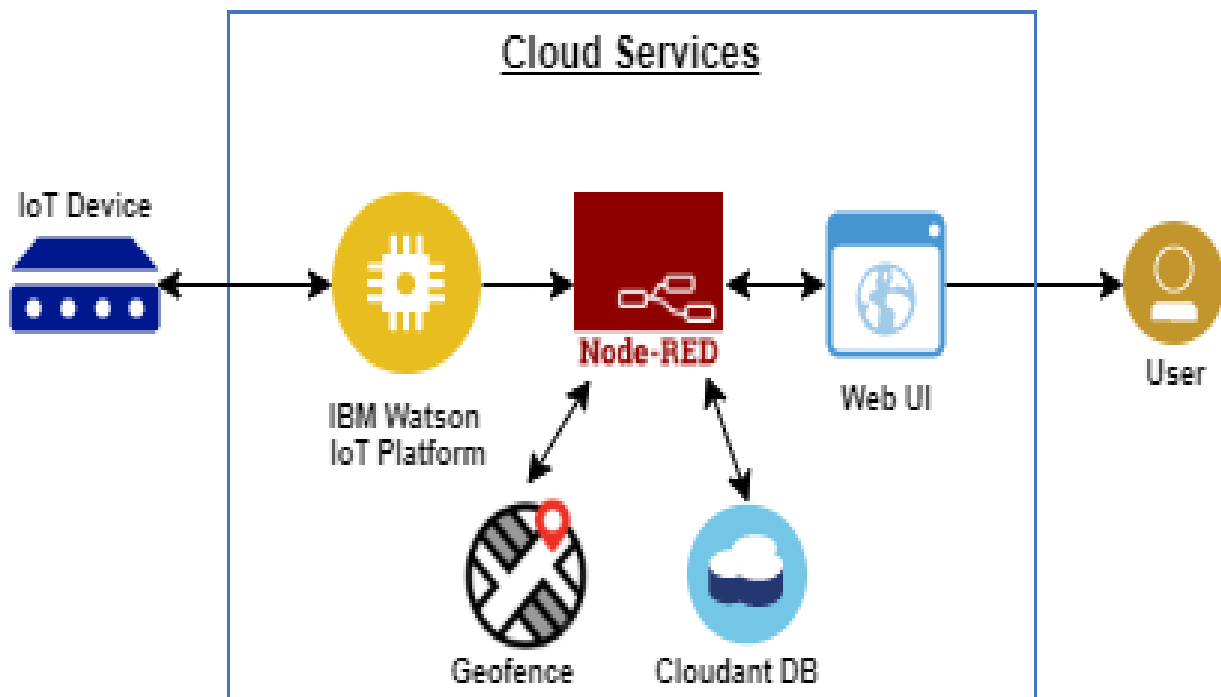 Cloud Services
IoT Device
Node-RED
IBM Watson
IoT Platform
Web UI
User
Geofence
Cloudant DB